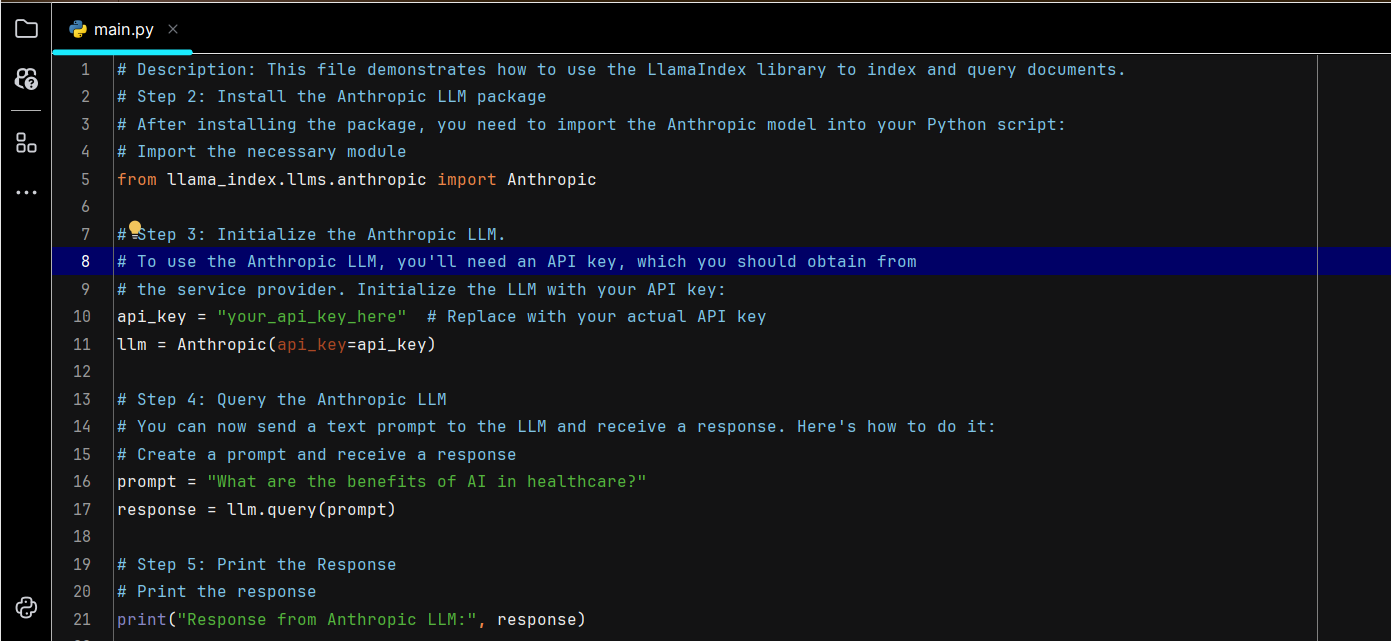 main.py
1 # Description: This file demonstrates how to use the LlamaIndex library to index and query documents.
2 # Step 2: Install the Anthropic LLM package
3 # After installing the package, you need to import the Anthropic model into your Python script:
4 # Import the necessary module
5 from llama_index.llms.anthropic import Anthropic
6
7 # Step 3: Initialize the Anthropic LLM.
8 # To use the Anthropic LLM, you'll need an API key, which you should obtain from
9 # the service provider. Initialize the LLM with your API key:
10 api_key = "your_api_key_here"  # Replace with your actual API key
11 llm = Anthropic(api_key=api_key)
12
13 # Step 4: Query the Anthropic LLM
14 # You can now send a text prompt to the LLM and receive a response. Here's how to do it:
15 # Create a prompt and receive a response
16 prompt = "What are the benefits of AI in healthcare?"
17 response = llm.query(prompt)
18
19 # Step 5: Print the Response
20 # Print the response
21 print("Response from Anthropic LLM:", response)